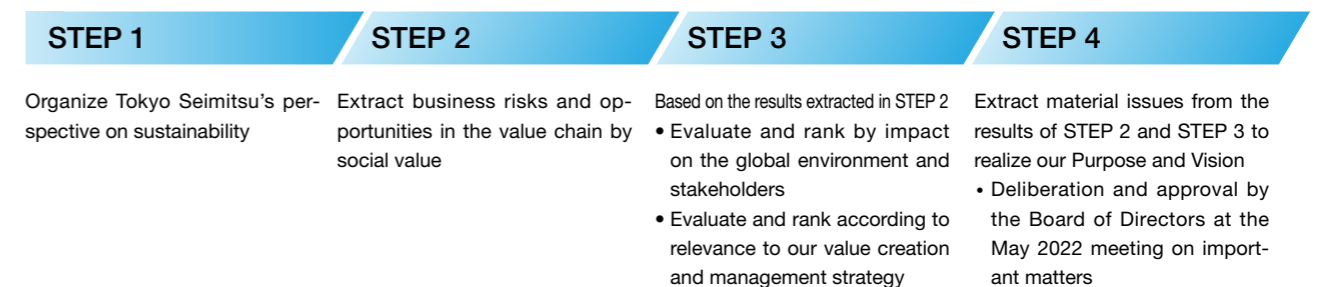 STEP 1
Organize Tokyo Seimitsu's per-
spective on sustainability
STEP 2
Extract business risks and op-
portunities in the value chain by
social value
STEP 3
Based on the results extracted in STEP 2
• Evaluate and rank by impact
on the global environment and
stakeholders
• Evaluate and rank according to
relevance to our value creation
and management strategy
STEP 4
Extract material issues from the
results of STEP 2 and STEP 3 to
realize our Purpose and Vision
• Deliberation and approval by
the Board of Directors at the
May 2022 meeting on import-
ant matters